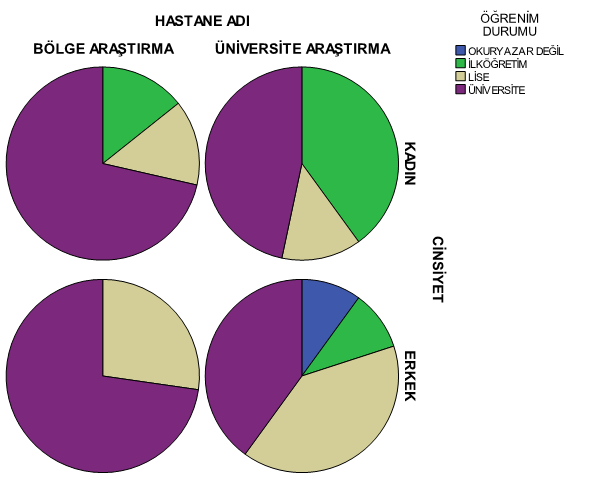 HASTANE ADI
BÖLGE ARAŞTIRMA
ÜNİVERSİTE ARAŞTIRMA
ÖĞRENİM
DURUMU
OKURYAZAR DEĞİL
İLKÖĞRETİM
LİSE
ÜNİVERSİTE
KADIN
CİNSİYET
ERKEK